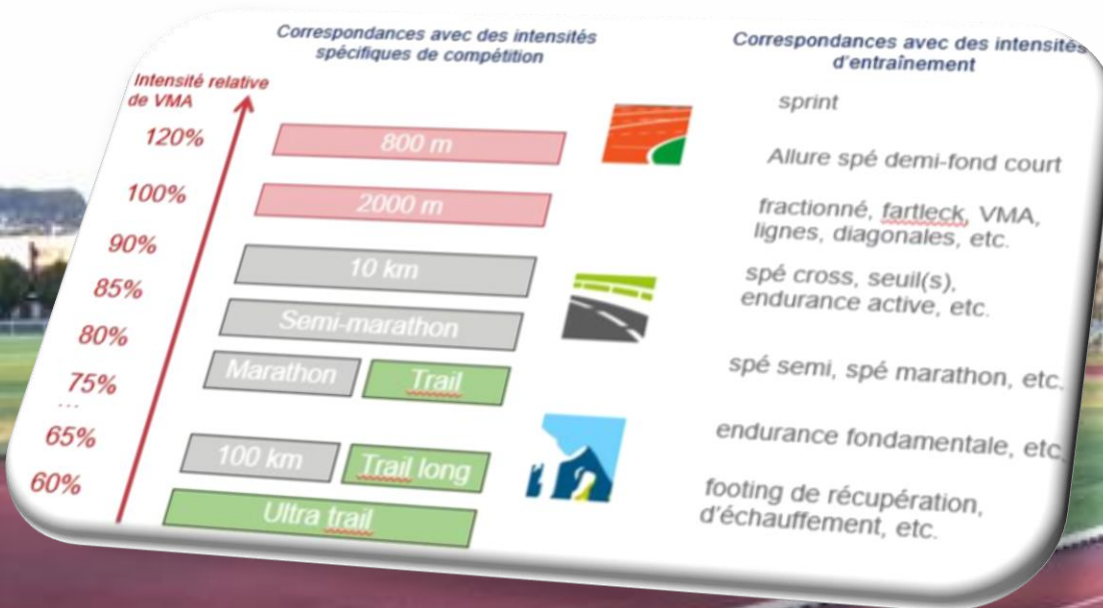 Correspondances avec des intensités
spécifiques de compétition
Correspondances avec des intensités
d'entraînement
Intensité relative
de VMA
120%
100%
90%
85%
80%
75%
...
65%
60%
800 m
2000 m
10 km
Semi-marathon
Marathon
Trail
100 km
Trail long
Ultra trail
sprint
Allure spé demi-fond court
fractionné, fartleck, VMA,
lignes, diagonales, etc.
spé cross, seuil(s),
endurance active, etc.
spé semi, spé marathon, etc.
endurance fondamentale, etc.
footing de récupération,
d'échauffement, etc.